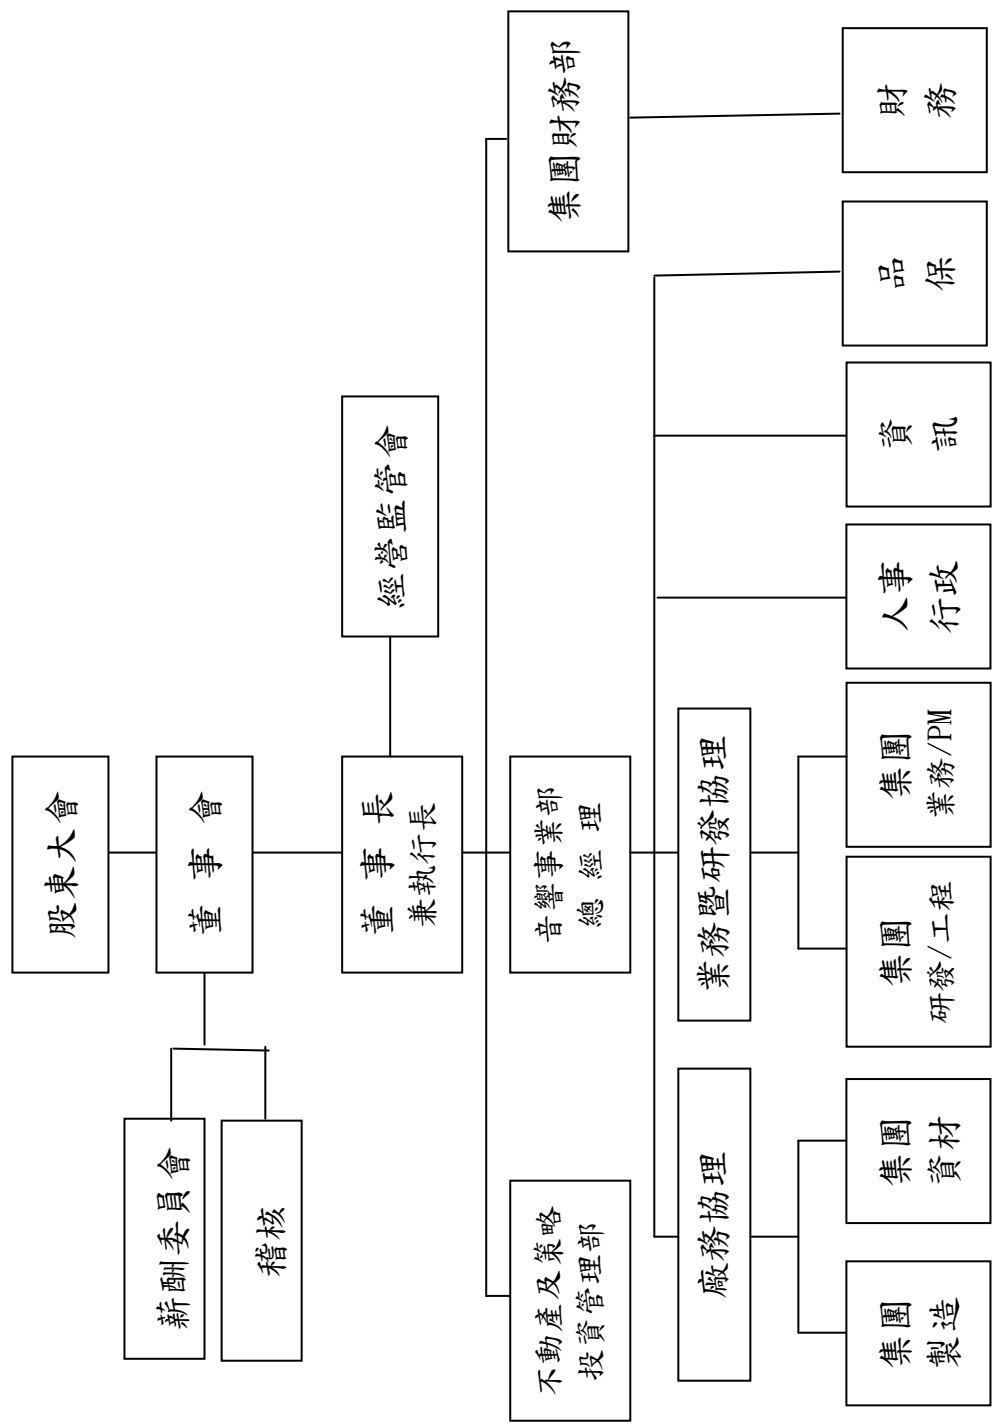 股東大會
董事會
薪酬委員會
稽核
董事長
兼執行長
經營監管會
不動產及策略
投資管理部
音響事業部
總經理
集團財務部
廠務協理
業務暨研發協理
集團
製造
集團
資材
集團
研發/工程
集團
業務/PM
人事
行政
資
訊
品
保
財
務